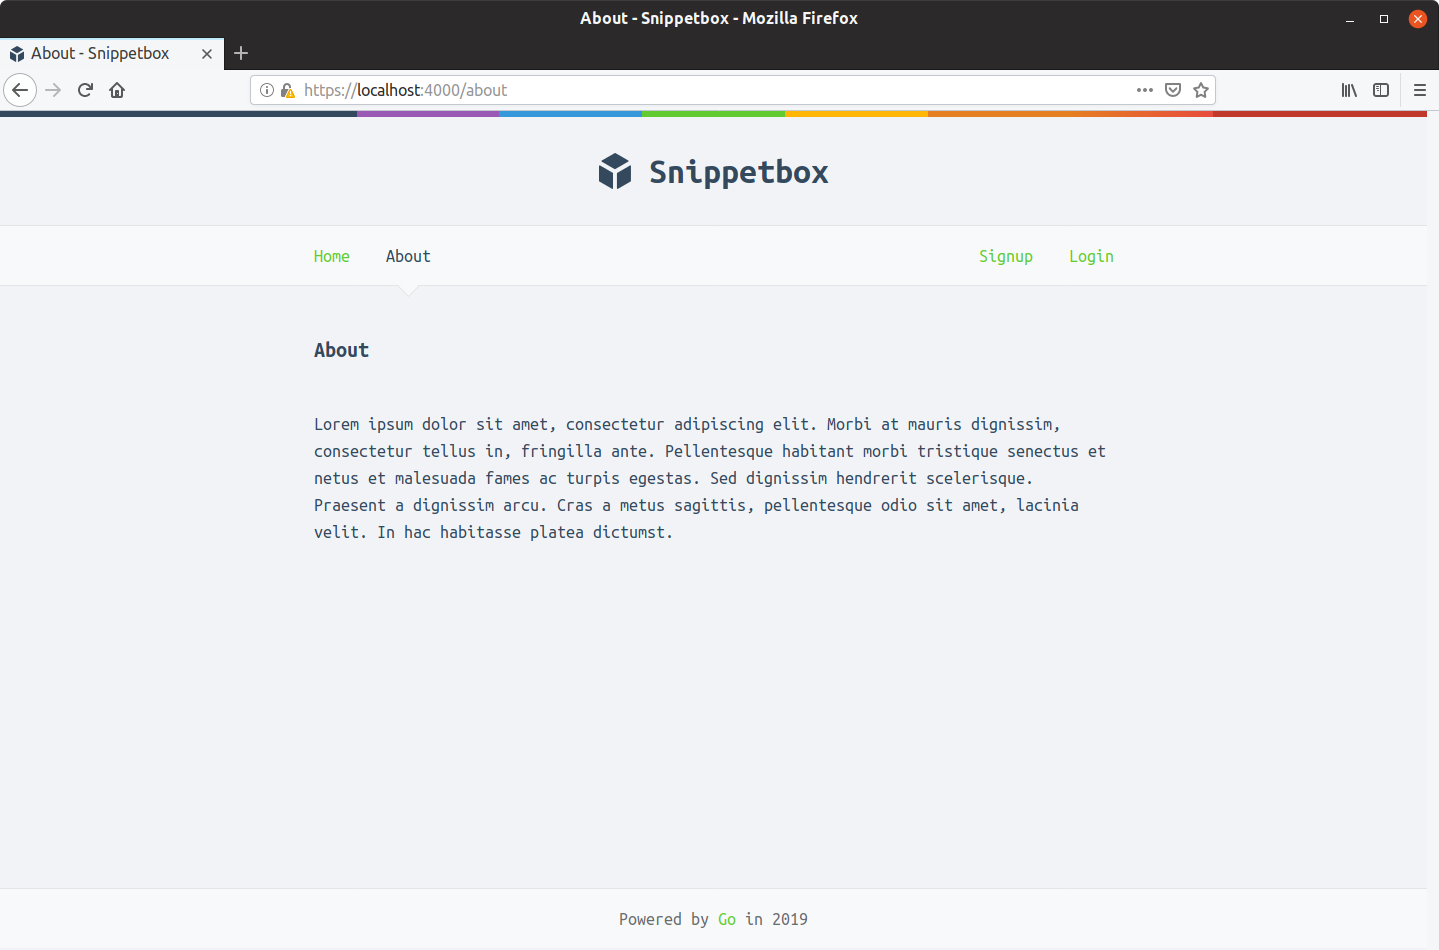 About - Snippetbox - Mozilla Firefox
About - Snippetbox
https://localhost:4000/about
Snippetbox
Home About Signup Login
About
Lorem ipsum dolor sit amet, consectetur adipiscing elit. Morbi at mauris dignissim,
consectetur tellus in, fringilla ante. Pellentesque habitant morbi tristique senectus et
netus et malesuada fames ac turpis egestas. Sed dignissim hendrerit scelerisque.
Praesent a dignissim arcu. Cras a metus sagittis, pellentesque odio sit amet, lacinia
velit. In hac habitasse platea dictumst.
Powered by Go in 2019